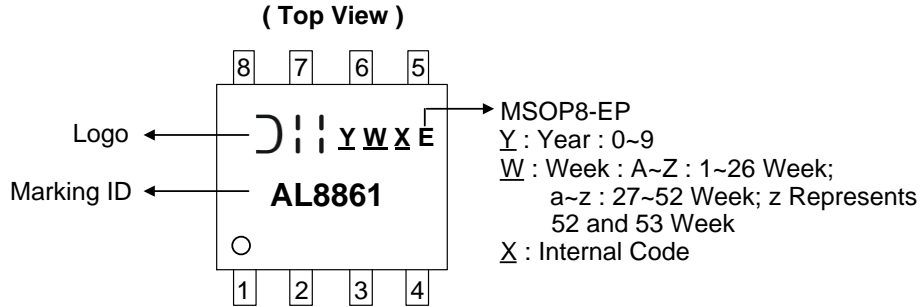 ( Top View )
8 7 6 5
Logo
Y W X E
MSOP8-EP
Y : Year : 0~9
W : Week : A~Z : 1~26 Week;
a~z : 27~52 Week; z Represents
52 and 53 Week
X : Internal Code
Marking ID
AL8861
1 2 3 4